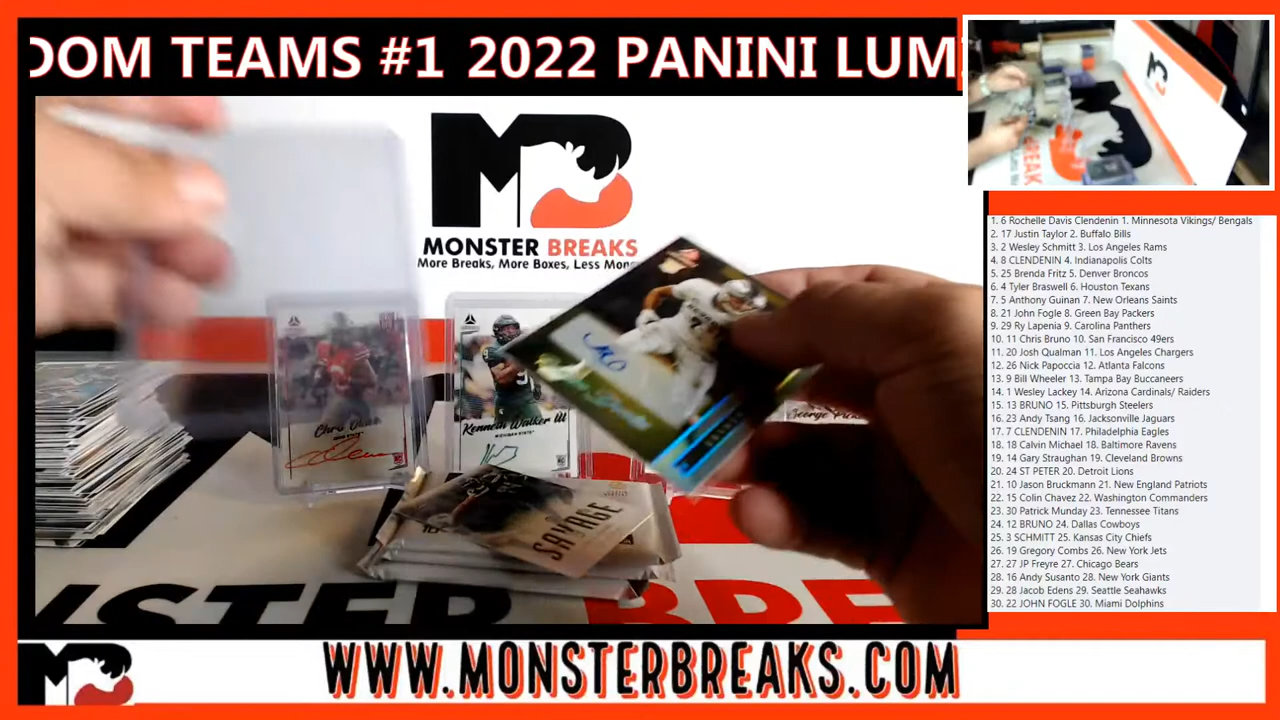 DOM TEAMS #1 2022 PANINI LUM
MB
MONSTER BREAKS
More Breaks, More Boxes, Less Mon
Chris Olave
Kenneth Walker III
MICHIGAN STATE
George Pick
SAVAGE
STER BRE
1. 6 Rochelle Davis Clendenin 1. Minnesota Vikings/ Bengals
2. 17 Justin Taylor 2. Buffalo Bills
3. 2 Wesley Schmitt 3. Los Angeles Rams
4. 8 CLENDENIN 4. Indianapolis Colts
5. 25 Brenda Fritz 5. Denver Broncos
6. 4 Tyler Braswell 6. Houston Texans
7. 5 Anthony Guinan 7. New Orleans Saints
8. 21 John Fogle 8. Green Bay Packers
9. 29 Ry Lapenia 9. Carolina Panthers
10. 11 Chris Bruno 10. San Francisco 49ers
11. 20 Josh Qualman 11. Los Angeles Chargers
12. 26 Nick Papoccia 12. Atlanta Falcons
13. 9 Bill Wheeler 13. Tampa Bay Buccaneers
14. 1 Wesley Lackey 14. Arizona Cardinals/ Raiders
15. 13 BRUNO 15. Pittsburgh Steelers
16. 23 Andy Tsang 16. Jacksonville Jaguars
17. 7 CLENDENIN 17. Philadelphia Eagles
18. 18 Calvin Michael 18. Baltimore Ravens
19. 14 Gary Straughan 19. Cleveland Browns
20. 24 ST PETER 20. Detroit Lions
21. 10 Jason Bruckmann 21. New England Patriots
22. 15 Colin Chavez 22. Washington Commanders
23. 30 Patrick Munday 23. Tennessee Titans
24. 12 BRUNO 24. Dallas Cowboys
25. 3 SCHMITT 25. Kansas City Chiefs
26. 19 Gregory Combs 26. New York Jets
27. 27 JP Freyre 27. Chicago Bears
28. 16 Andy Susanto 28. New York Giants
29. 28 Jacob Edens 29. Seattle Seahawks
30. 22 JOHN FOGLE 30. Miami Dolphins
MB
WWW.MONSTERBREAKS.COM